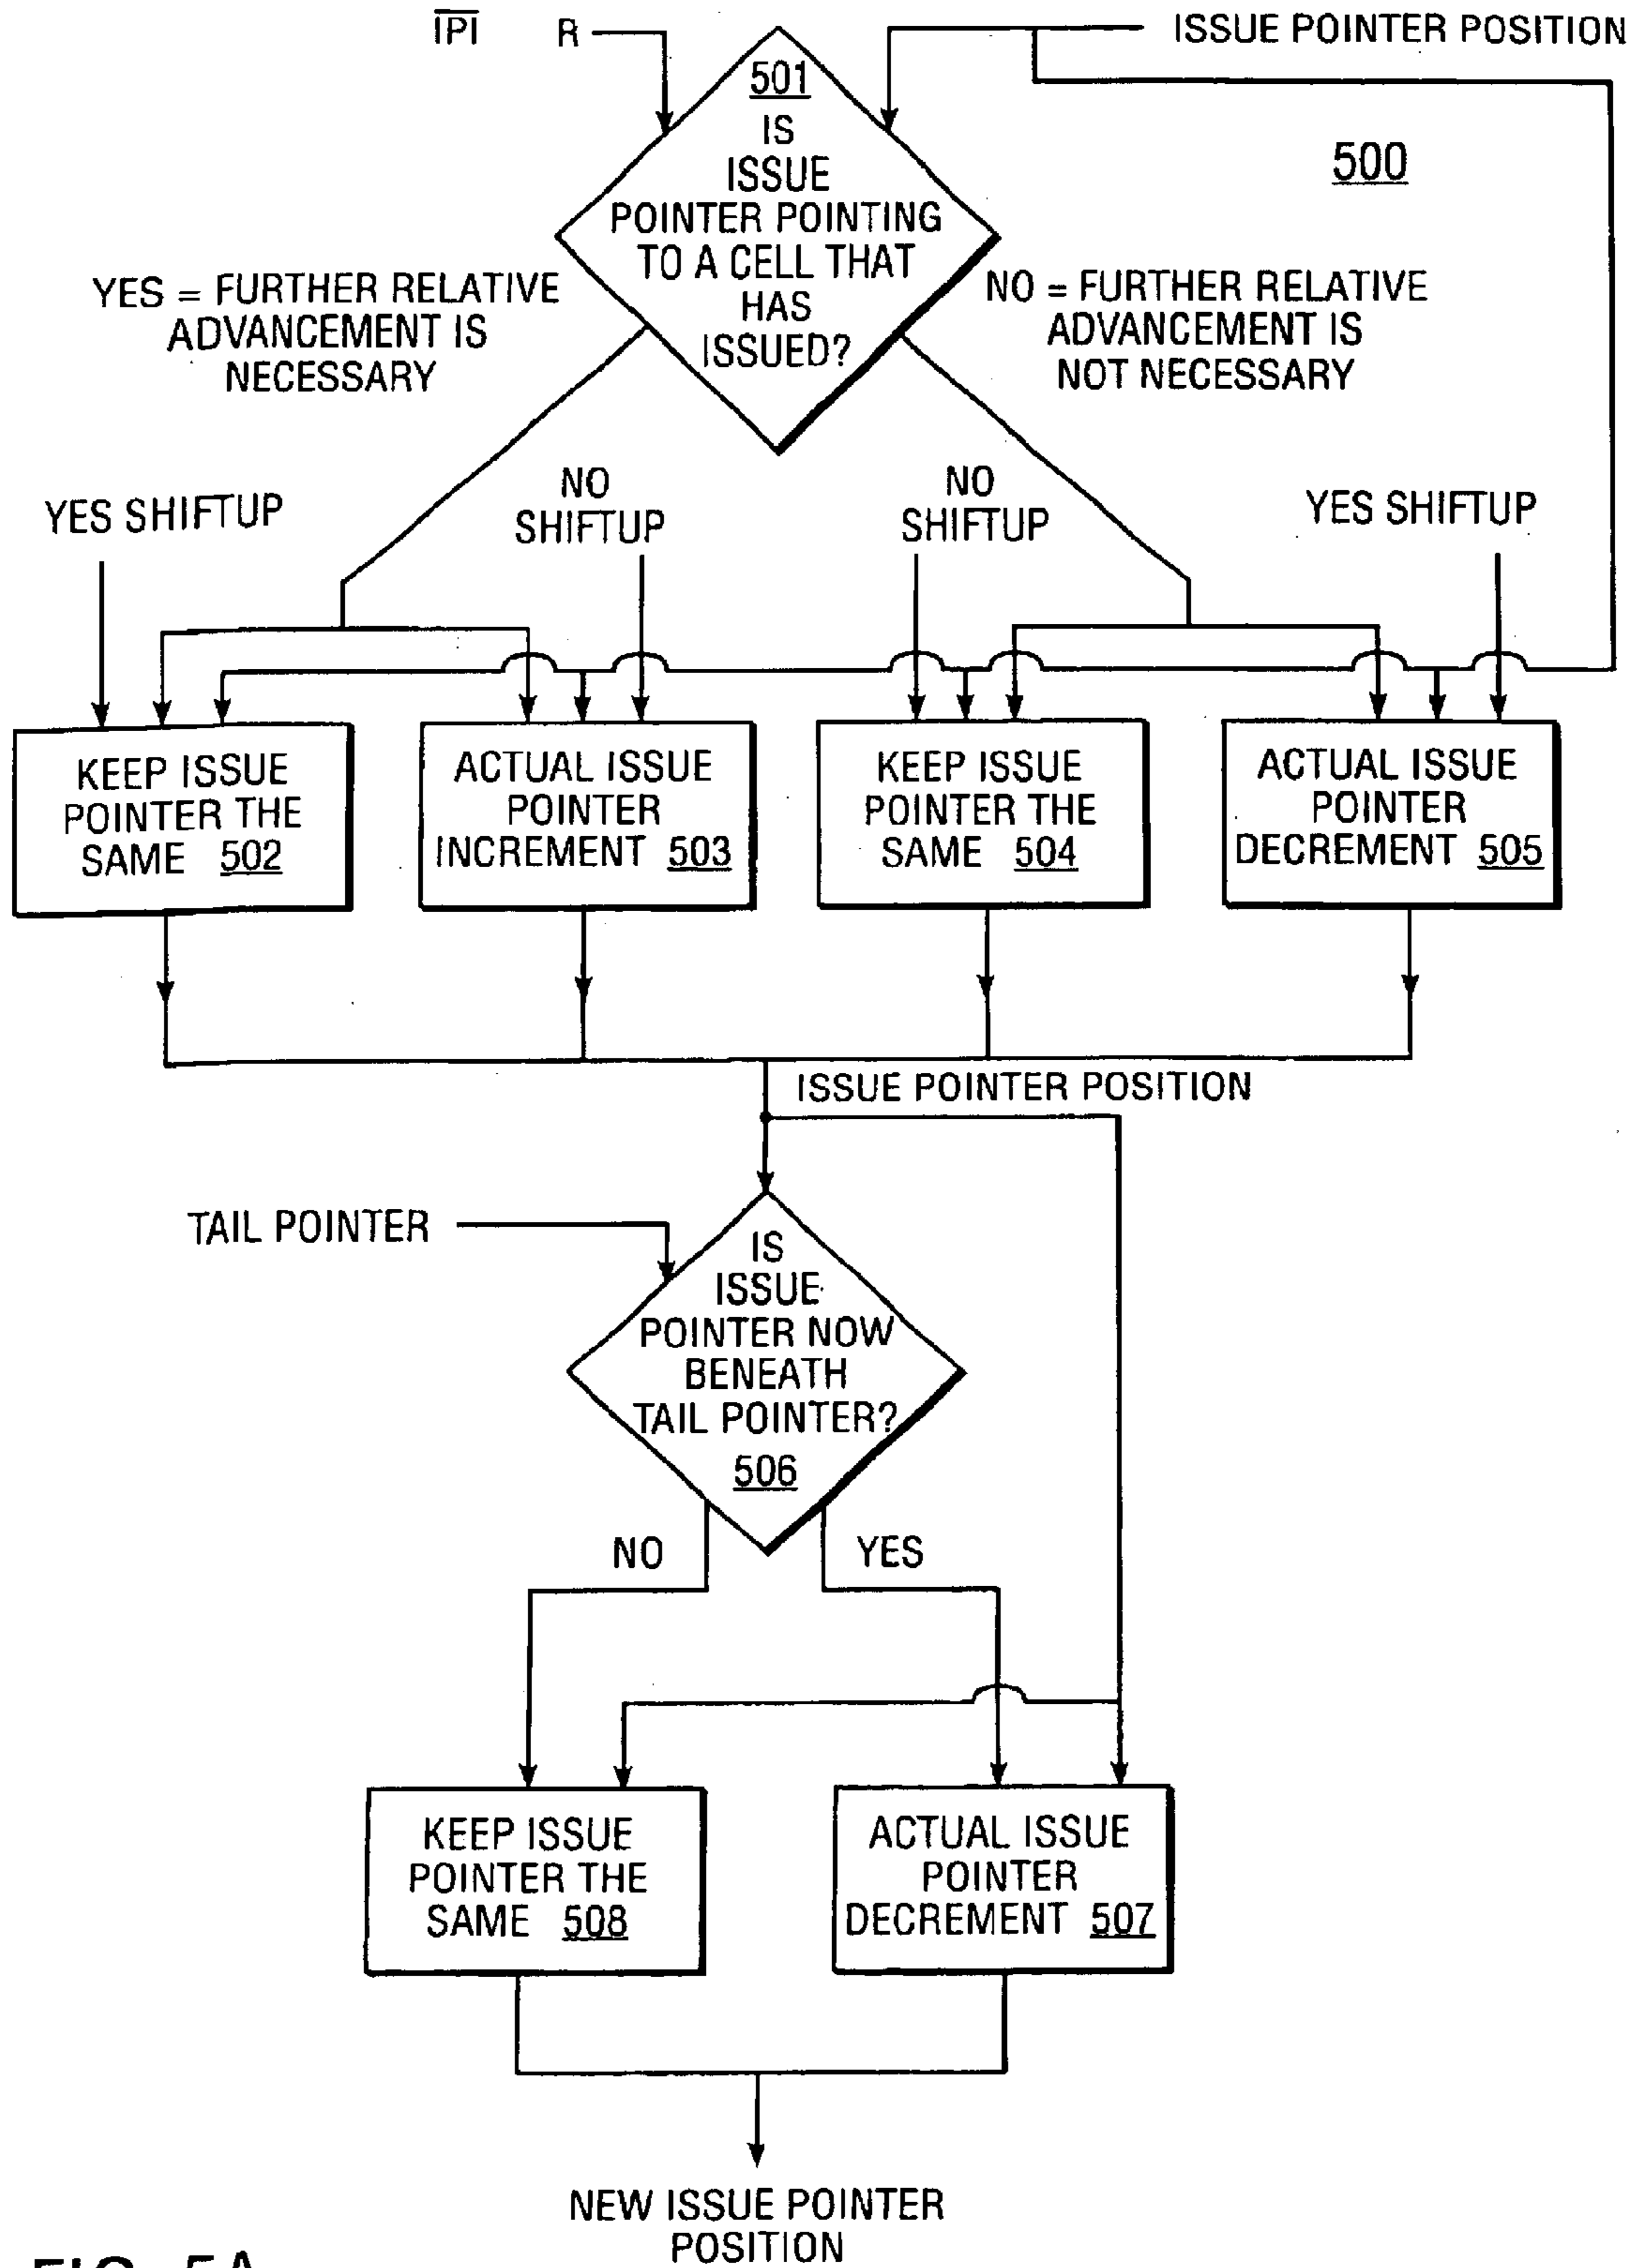 IPI R ISSUE POINTER POSITION
501
IS
ISSUE
POINTER POINTING
TO A CELL THAT
HAS
ISSUED?
500
YES = FURTHER RELATIVE
ADVANCEMENT IS
NECESSARY
NO = FURTHER RELATIVE
ADVANCEMENT IS
NOT NECESSARY
YES SHIFTUP
NO
SHIFTUP
NO
SHIFTUP
YES SHIFTUP
KEEP ISSUE
POINTER THE
SAME 502
ACTUAL ISSUE
POINTER
INCREMENT 503
KEEP ISSUE
POINTER THE
SAME 504
ACTUAL ISSUE
POINTER
DECREMENT 505
ISSUE POINTER POSITION
TAIL POINTER
IS
ISSUE
POINTER NOW
BENEATH
TAIL POINTER?
506
NO
YES
KEEP ISSUE
POINTER THE
SAME 508
ACTUAL ISSUE
POINTER
DECREMENT 507
NEW ISSUE POINTER
POSITION
FIG. 5A